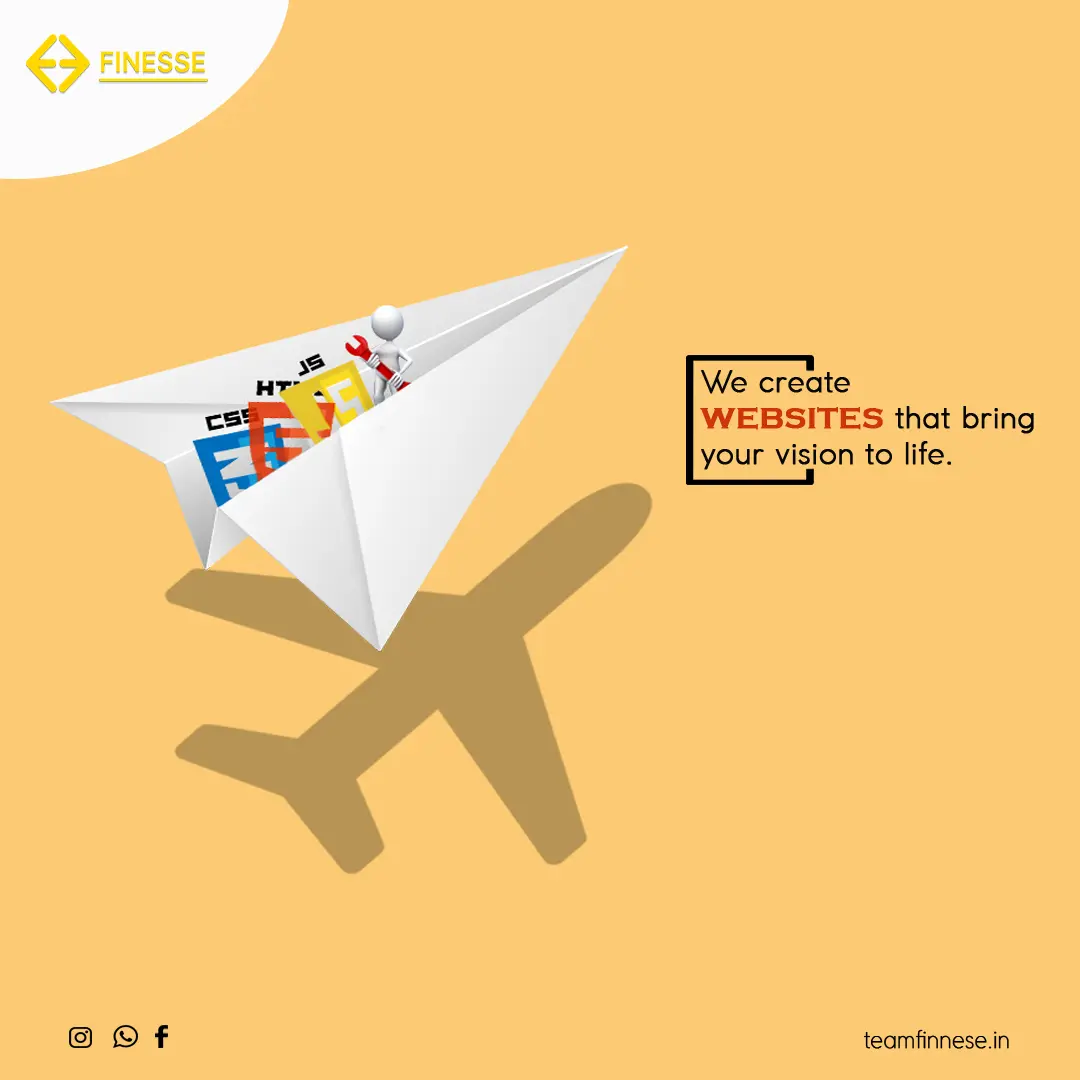 FINESSE
JS
CSS
We create
WEBSITES that bring
your vision to life.
teamfinnese.in